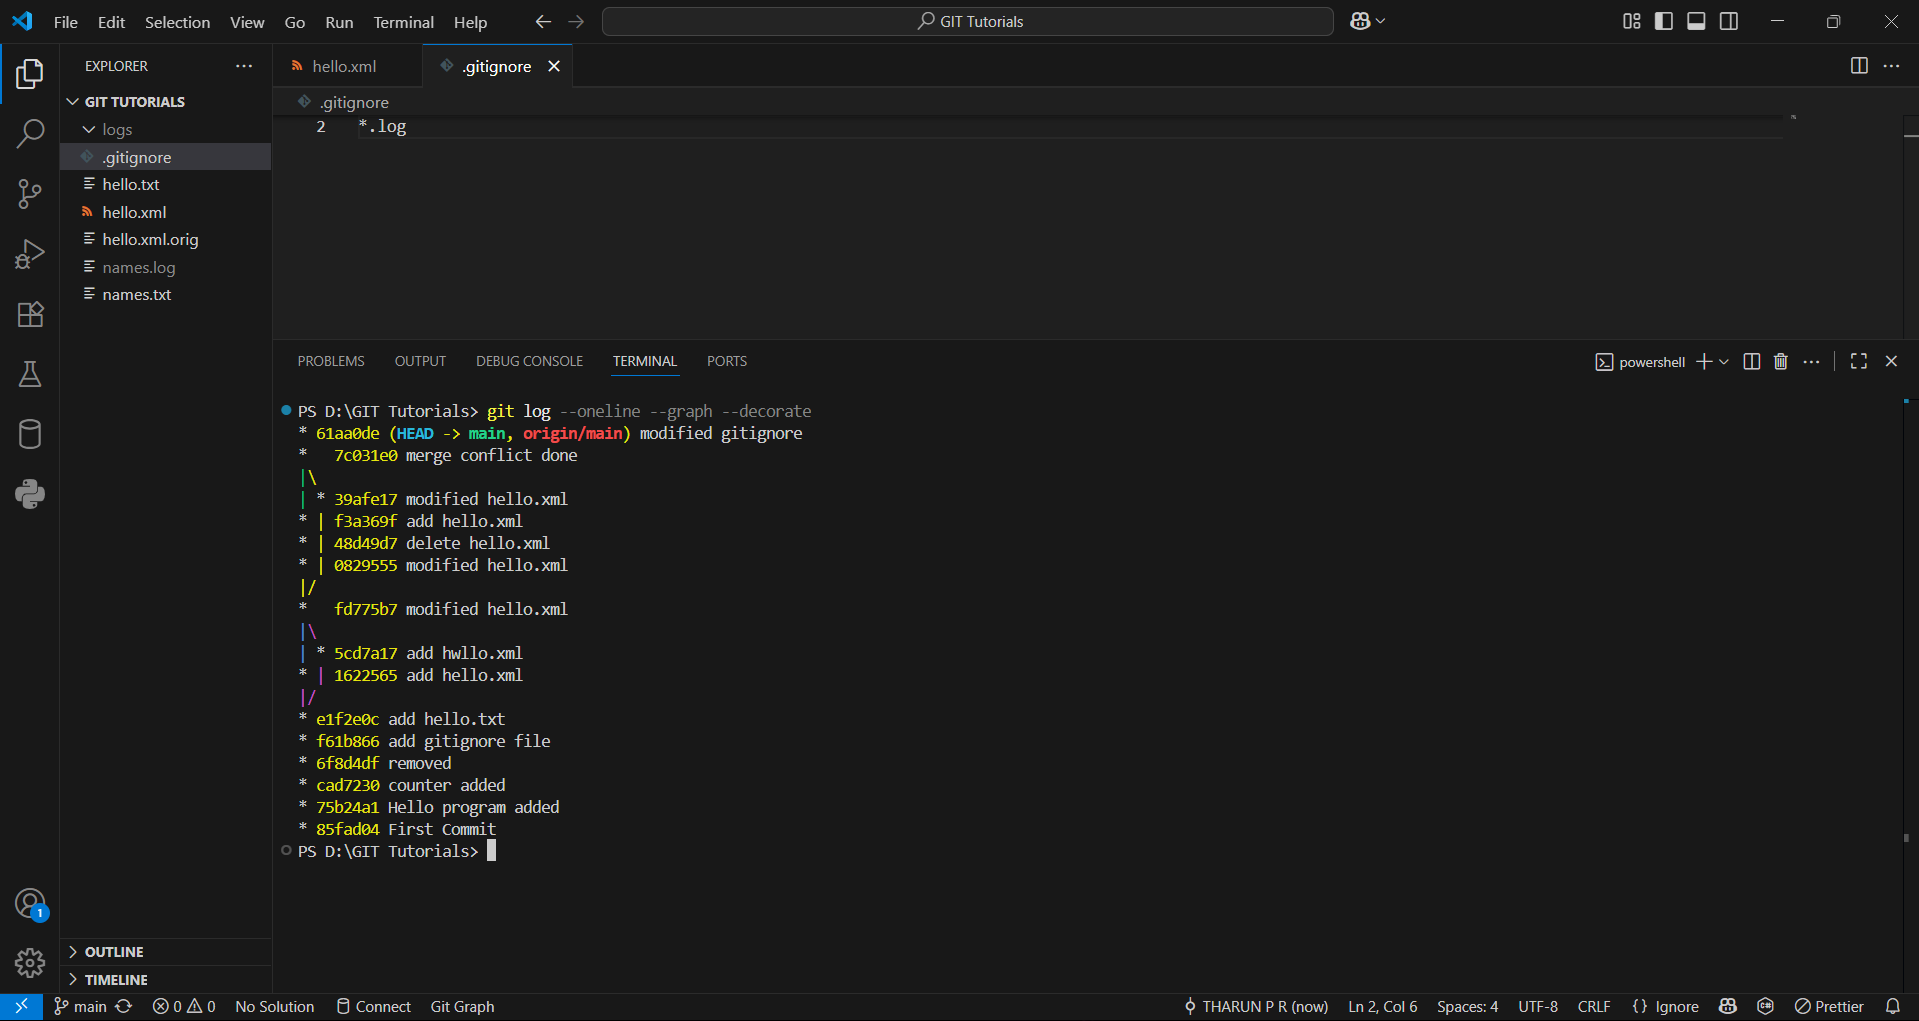 File Edit Selection View Go Run Terminal Help
GIT Tutorials
EXPLORER
GIT TUTORIALS
logs
.gitignore
hello.txt
hello.xml
hello.xml.orig
names.log
names.txt
OUTLINE
TIMELINE
hello.xml .gitignore
.gitignore
2 *.log
PROBLEMS OUTPUT DEBUG CONSOLE TERMINAL PORTS
powershell
PS D:\GIT Tutorials> git log --oneline --graph --decorate
* 61aa0de (HEAD -> main, origin/main) modified gitignore
*   7c031e0 merge conflict done
|\
| * 39afe17 modified hello.xml
* | f3a369f add hello.xml
* | 48d49d7 delete hello.xml
* | 0829555 modified hello.xml
|/
*   fd775b7 modified hello.xml
|\
| * 5cd7a17 add hwllo.xml
* | 1622565 add hello.xml
|/
* e1f2e0c add hello.txt
* f61b866 add gitignore file
* 6f8d4df removed
* cad7230 counter added
* 75b24a1 Hello program added
* 85fad04 First Commit
PS D:\GIT Tutorials>
1
main 0 0 No Solution Connect Git Graph THARUN P R (now) Ln 2, Col 6 Spaces: 4 UTF-8 CRLF {} Ignore Prettier